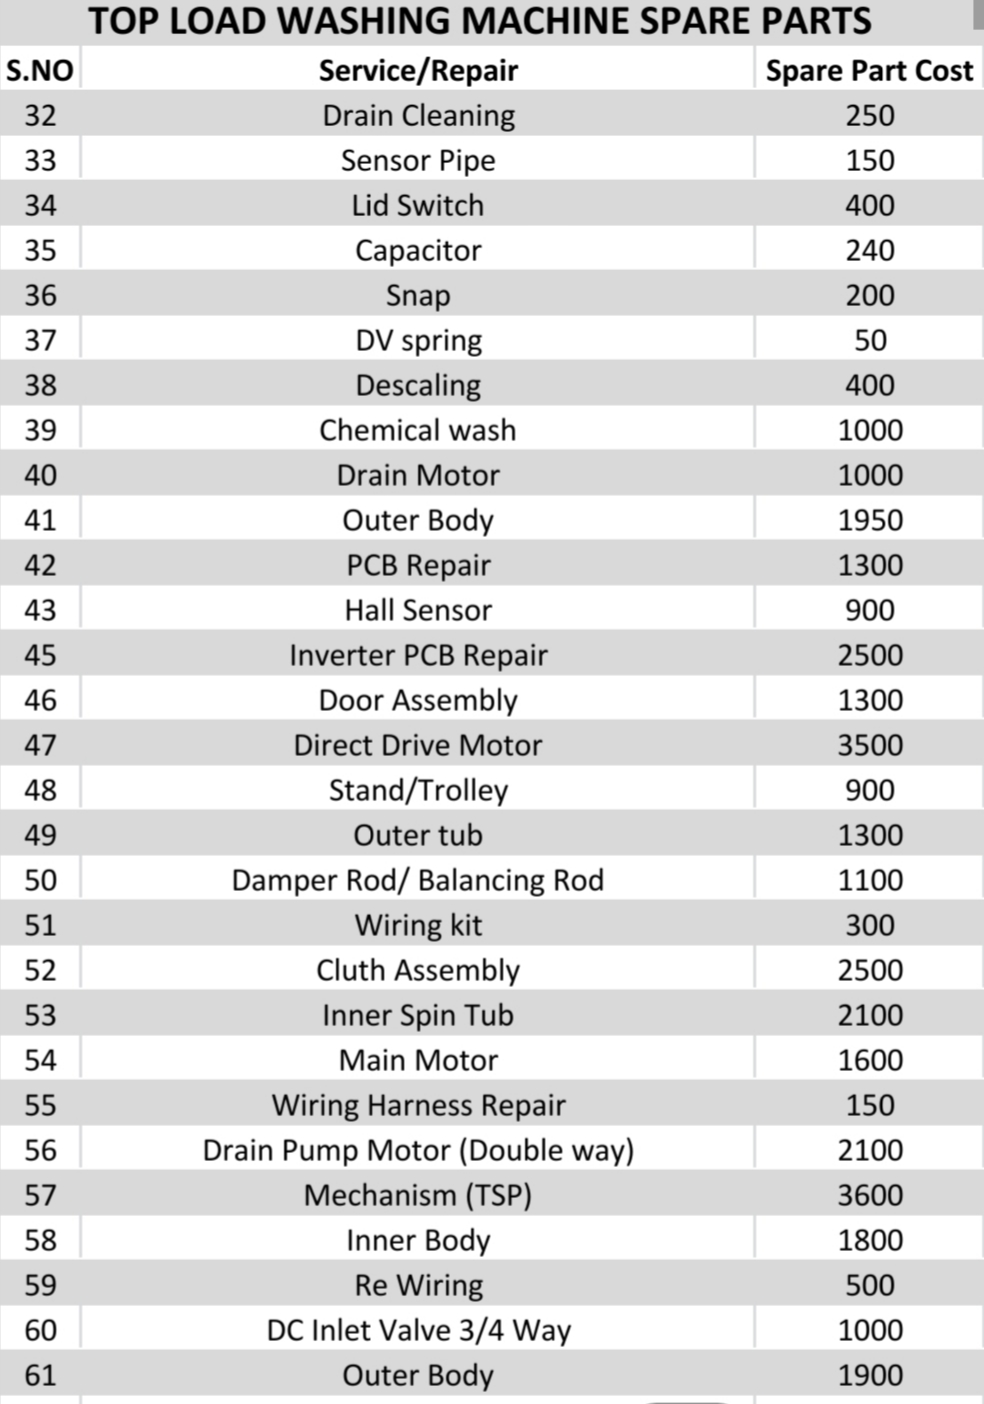 TOP LOAD WASHING MACHINE SPARE PARTS
S.NO Service/Repair Spare Part Cost
32 Drain Cleaning 250
33 Sensor Pipe 150
34 Lid Switch 400
35 Capacitor 240
36 Snap 200
37 DV spring 50
38 Descaling 400
39 Chemical wash 1000
40 Drain Motor 1000
41 Outer Body 1950
42 PCB Repair 1300
43 Hall Sensor 900
45 Inverter PCB Repair 2500
46 Door Assembly 1300
47 Direct Drive Motor 3500
48 Stand/Trolley 900
49 Outer tub 1300
50 Damper Rod/ Balancing Rod 1100
51 Wiring kit 300
52 Cluth Assembly 2500
53 Inner Spin Tub 2100
54 Main Motor 1600
55 Wiring Harness Repair 150
56 Drain Pump Motor (Double way) 2100
57 Mechanism (TSP) 3600
58 Inner Body 1800
59 Re Wiring 500
60 DC Inlet Valve 3/4 Way 1000
61 Outer Body 1900